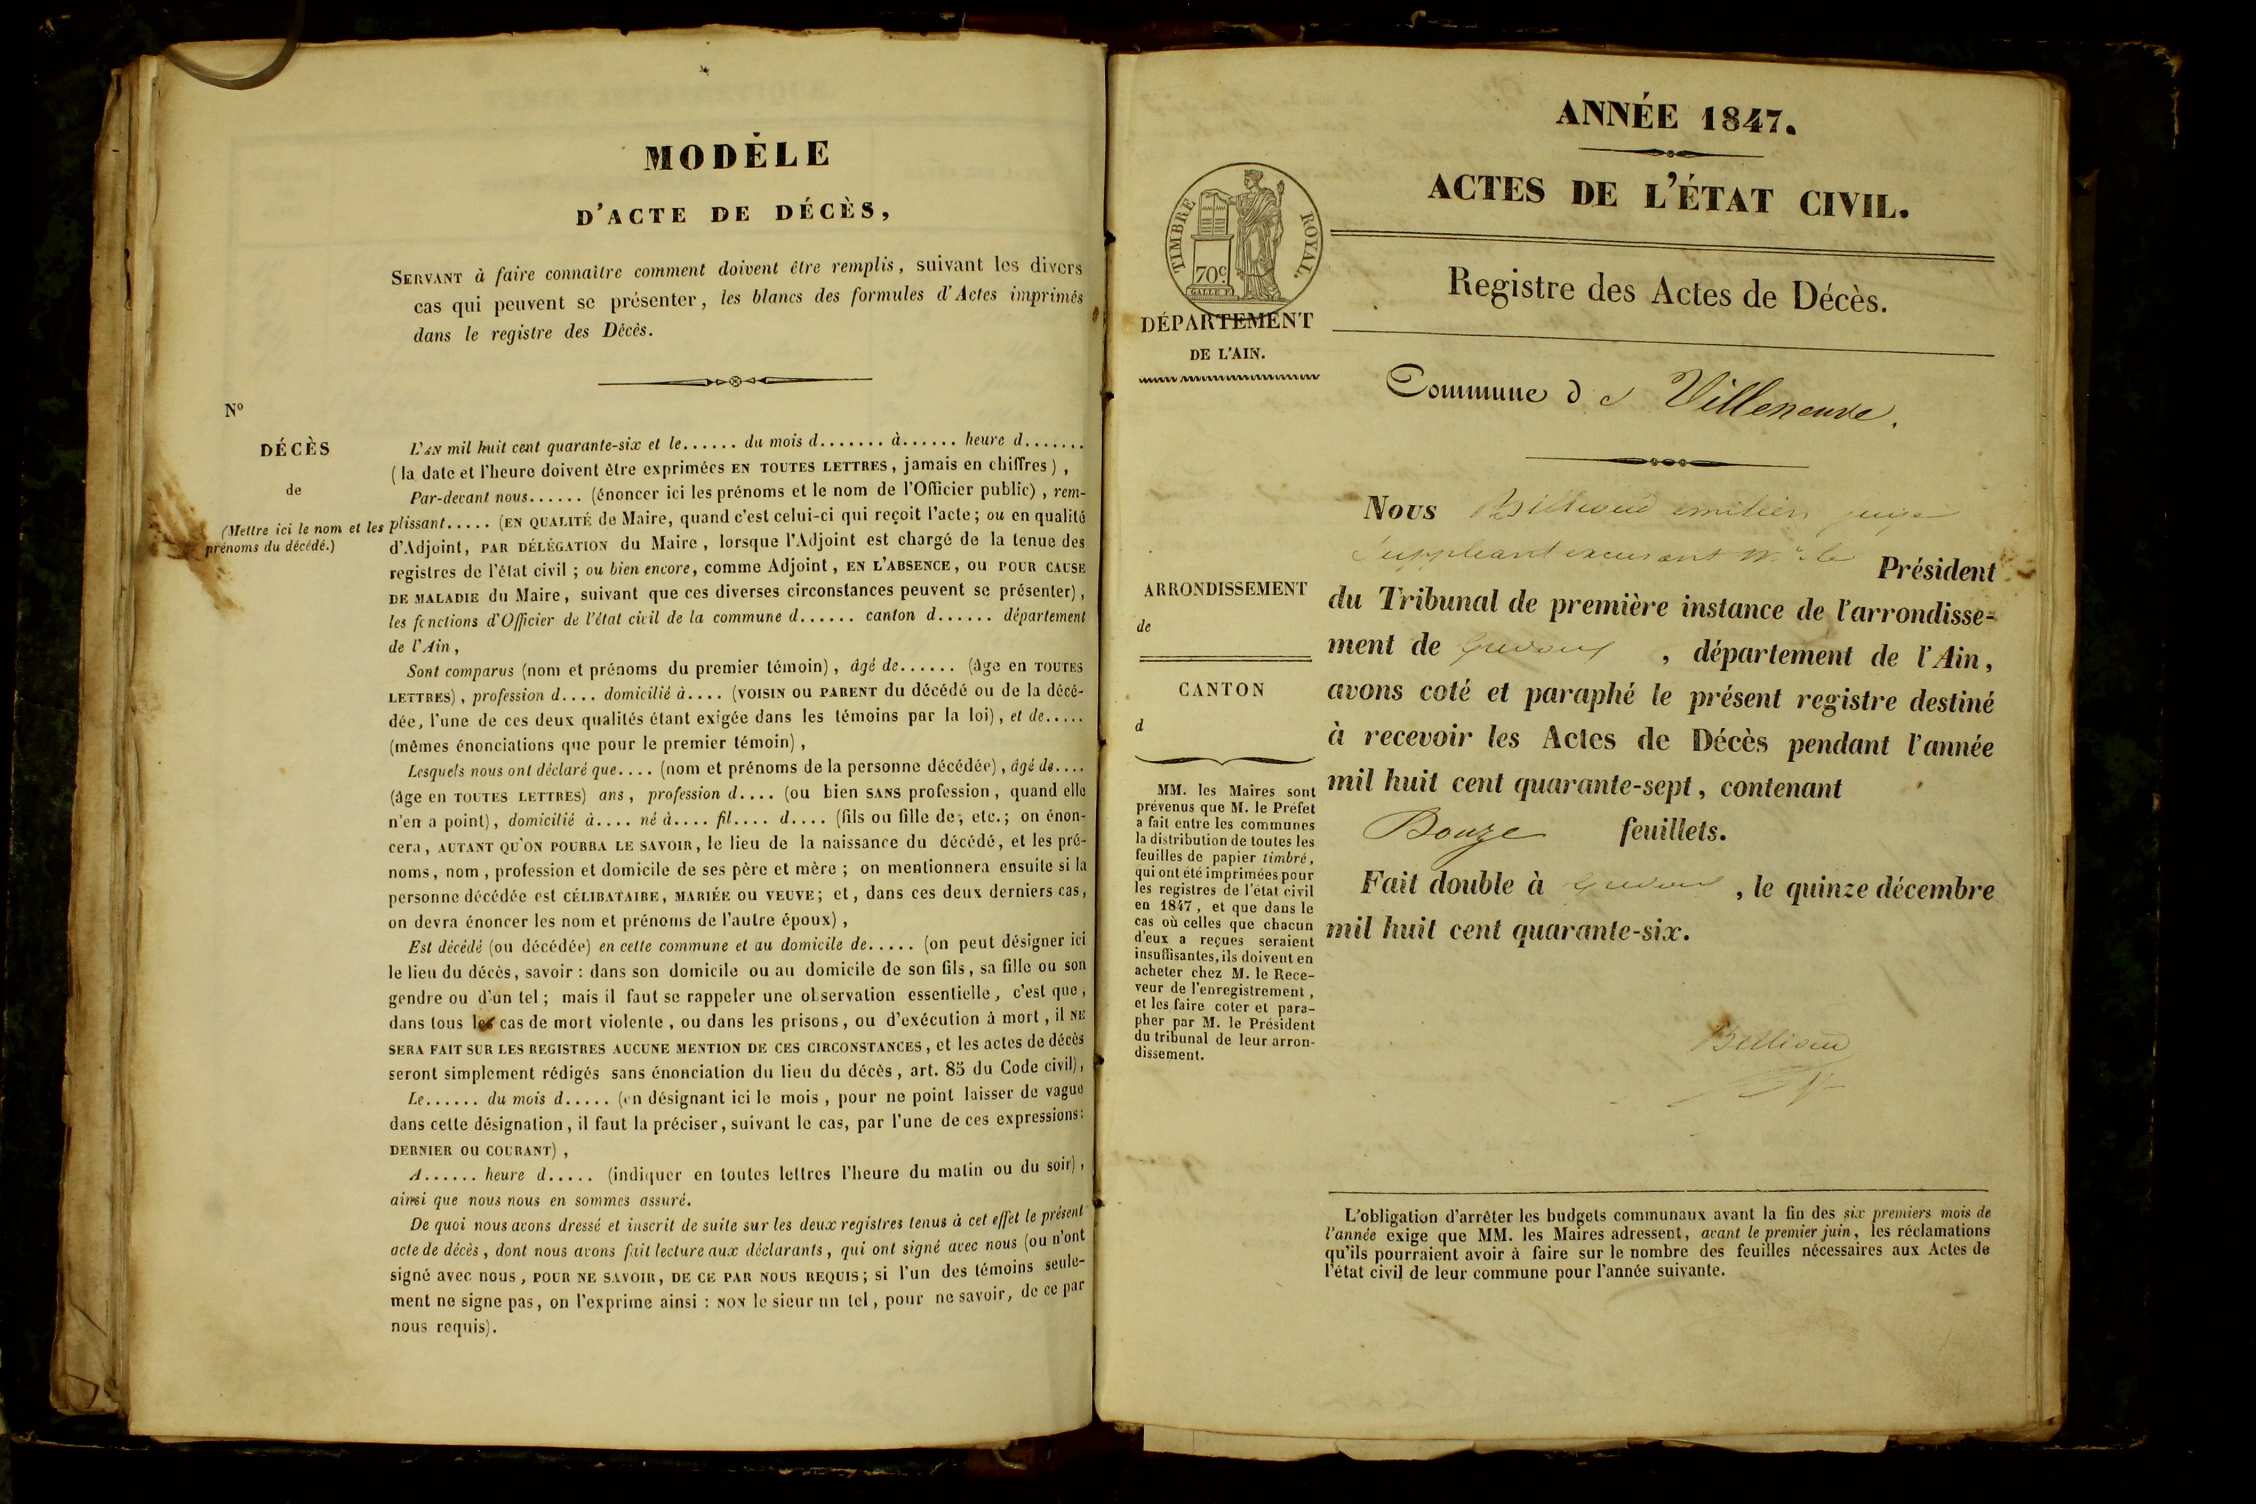 MODÈLE
D'ACTE DE DÉCÈS,
SERVANT à faire connaître comment doivent être remplis, suivant les divers
cas qui peuvent se présenter, les blancs des formules d'Actes imprimés
dans le registre des Décès.
Nº
DÉCÈS
de
(Mettre ici le nom et les
prénoms du décédé.)
L'AN mil huit cent quarante-six et le...... du mois d....... à...... heure d.......
(la date et l'heure doivent être exprimées EN TOUTES LETTRES, jamais en chiffres),
Par-devant nous...... (énoncer ici les prénoms et le nom de l'Officier public), rem-
plissant..... (EN QUALITÉ de Maire, quand c'est celui-ci qui reçoit l'acte; ou en qualité
d'Adjoint, PAR DÉLÉGATION du Maire, lorsque l'Adjoint est chargé de la tenue des
registres de l'état civil; ou bien encore, comme Adjoint, EN L'ABSENCE, OU POUR CAUSE
DE MALADIE du Maire, suivant que ces diverses circonstances peuvent se présenter),
les fonctions d'Officier de l'état civil de la commune d...... canton d...... département
de l'Ain,
Sont comparus (nom et prénoms du premier témoin), âgé de...... (âge en TOUTES
LETTRES), profession d.... domicilié à.... (VOISIN OU PARENT du décédé ou de la décé-
dée, l'une de ces deux qualités étant exigée dans les témoins par la loi), et de.....
(mêmes énonciations que pour le premier témoin),
Lesquels nous ont déclaré que.... (nom et prénoms de la personne décédée), âgé de....
(âge en TOUTES LETTRES) ans, profession d.... (ou bien SANS profession, quand elle
n'en a point), domicilié à.... né à.... fil.... d.... (fils ou fille de, etc.; on énon-
cera, AUTANT QU'ON POURRA LE SAVOIR, le lieu de la naissance du décédé, et les pré-
noms, nom, profession et domicile de ses père et mère; on mentionnera ensuite si la
personne décédée est CÉLIBATAIRE, MARIÉE OU VEUVE; et, dans ces deux derniers cas,
on devra énoncer les nom et prénoms de l'autre époux),
Est décédé (ou décédée) en cette commune et au domicile de..... (on peut désigner ici
le lieu du décès, savoir: dans son domicile ou au domicile de son fils, sa fille ou son
gendre ou d'un tel; mais il faut se rappeler une observation essentielle, c'est que,
dans tous les cas de mort violente, ou dans les prisons, ou d'exécution à mort, il NE
SERA FAIT SUR LES REGISTRES AUCUNE MENTION DE CES CIRCONSTANCES, et les actes de décès
seront simplement rédigés sans énonciation du lieu du décès, art. 85 du Code civil),
Le...... du mois d..... (en désignant ici le mois, pour ne point laisser de vague
dans cette désignation, il faut la préciser, suivant le cas, par l'une de ces expressions:
DERNIER OU COURANT),
A...... heure d..... (indiquer en toutes lettres l'heure du matin ou du soir),
ainsi que nous nous en sommes assuré.
De quoi nous avons dressé et inscrit de suite sur les deux registres tenus à cet effet le présent
acte de décès, dont nous avons fait lecture aux déclarants, qui ont signé avec nous (ou n'ont
signé avec nous, POUR NE SAVOIR, DE CE PAR NOUS REQUIS; si l'un des témoins seule-
ment ne signe pas, on l'exprime ainsi: NON le sieur un tel, pour ne savoir, de ce par
nous requis).
ANNÉE 1847.
ACTES DE L'ÉTAT CIVIL.
TIMBRE ROYAL.
70c
DÉPARTEMENT
DE L'AIN.
Registre des Actes de Décès.
Commune de Villeneuve.
ARRONDISSEMENT
de
CANTON
d
MM. les Maires sont
prévenus que M. le Préfet
a fait entre les communes
la distribution de toutes les
feuilles de papier timbré,
qui ont été imprimées pour
les registres de l'état civil
en 1847, et que dans le
cas où celles que chacun
d'eux a reçues seraient
insuffisantes, ils doivent en
acheter chez M. le Rece-
veur de l'enregistrement,
et les faire coter et para-
pher par M. le Président
du tribunal de leur arron-
dissement.
Nous Billioud émilien juge
Suppléant excusant Mr le Président
du Tribunal de première instance de l'arrondisse-
ment de Trévoux, département de l'Ain,
avons coté et paraphé le présent registre destiné
à recevoir les Actes de Décès pendant l'année
mil huit cent quarante-sept, contenant
Douze feuillets.
Fait double à Trévoux, le quinze décembre
mil huit cent quarante-six.
Billioud
L'obligation d'arrêter les budgets communaux avant la fin des six premiers mois de
l'année exige que MM. les Maires adressent, avant le premier juin, les réclamations
qu'ils pourraient avoir à faire sur le nombre des feuilles nécessaires aux Actes de
l'état civil de leur commune pour l'année suivante.